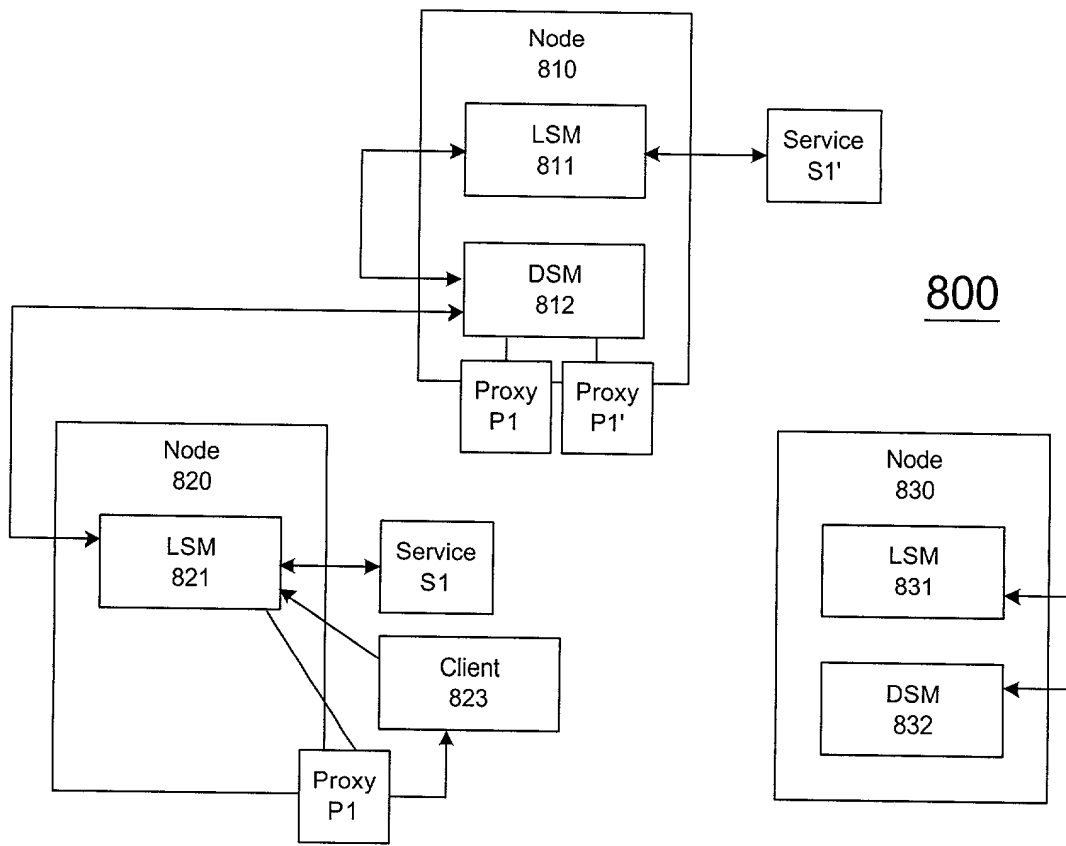 Node
810
LSM
811
Service
S1'
DSM
812
800
Proxy
P1
Proxy
P1'
Node
820
LSM
821
Service
S1
Client
823
Proxy
P1
Node
830
LSM
831
DSM
832